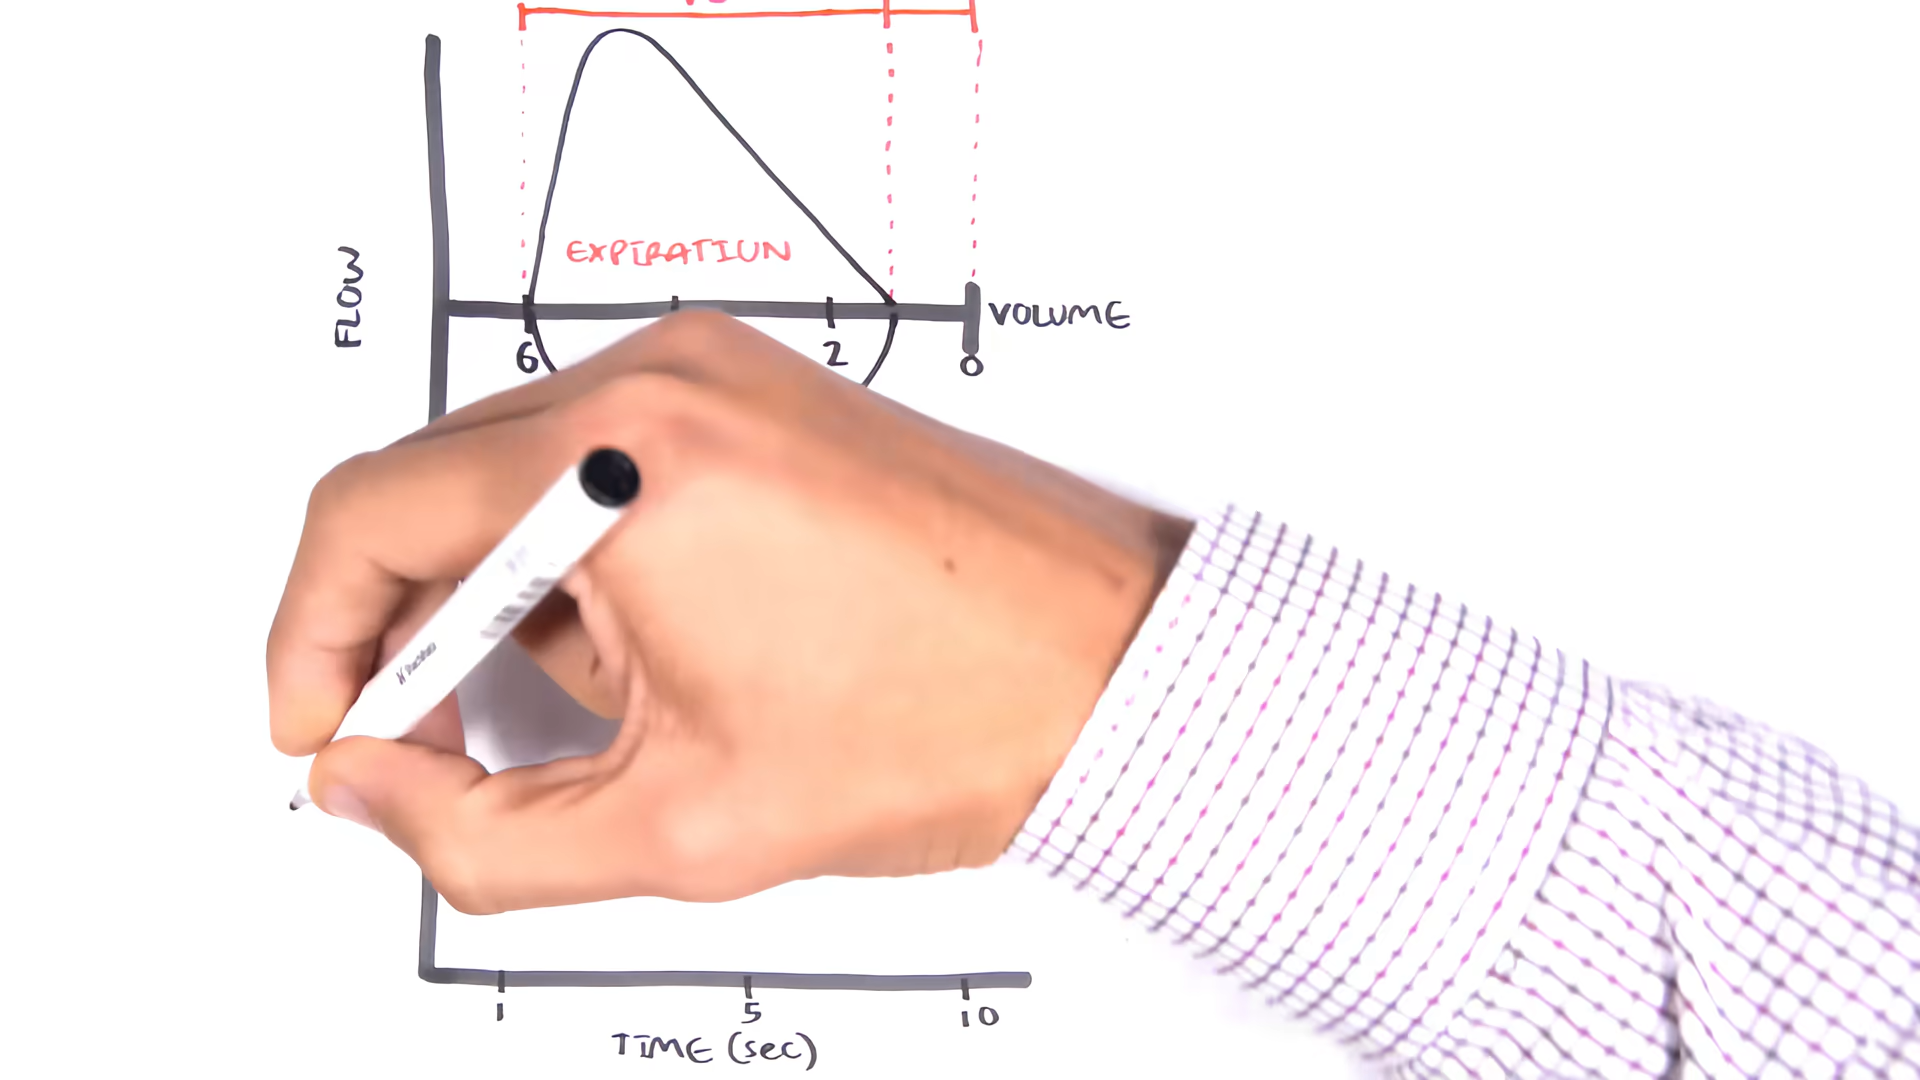 EXPIRATIUN
FLOW
VOLUME
6 2 0
1 5 10
TIME (sec)